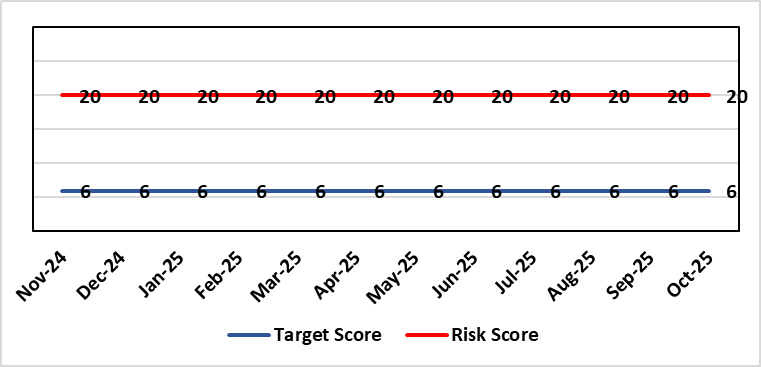 20 20 20 20 20 20 20 20 20 20 20 20
6 6 6 6 6 6 6 6 6 6 6 6
Nov-24 Dec-24 Jan-25 Feb-25 Mar-25 Apr-25 May-25 Jun-25 Jul-25 Aug-25 Sep-25 Oct-25
Target Score Risk Score